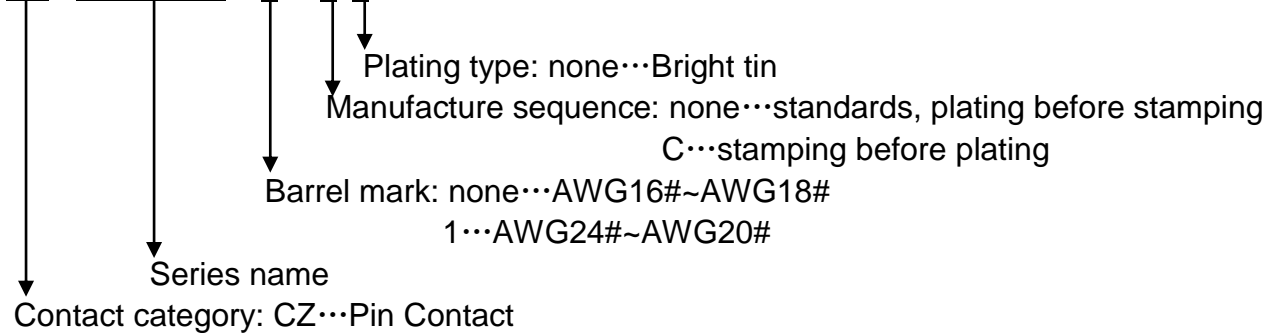 Plating type: none···Bright tin
Manufacture sequence: none···standards, plating before stamping
C···stamping before plating
Barrel mark: none···AWG16#~AWG18#
1···AWG24#~AWG20#
Series name
Contact category: CZ···Pin Contact